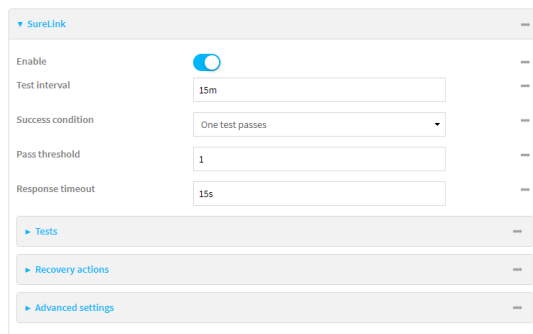 SureLink
Enable
Test interval
15m
Success condition
One test passes
Pass threshold
1
Response timeout
15s
Tests
Recovery actions
Advanced settings